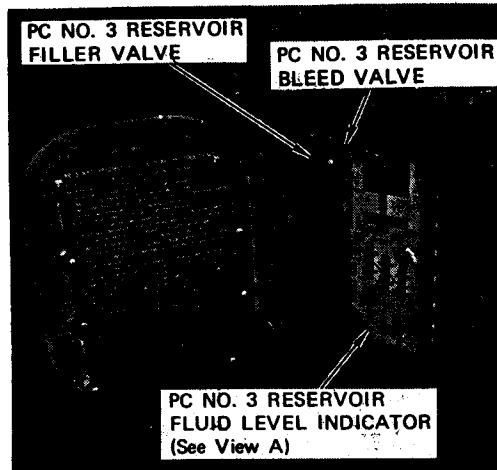 PC NO. 3 RESERVOIR
FILLER VALVE
PC NO. 3 RESERVOIR
BLEED VALVE
PC NO. 3 RESERVOIR
FLUID LEVEL INDICATOR
(See View A)